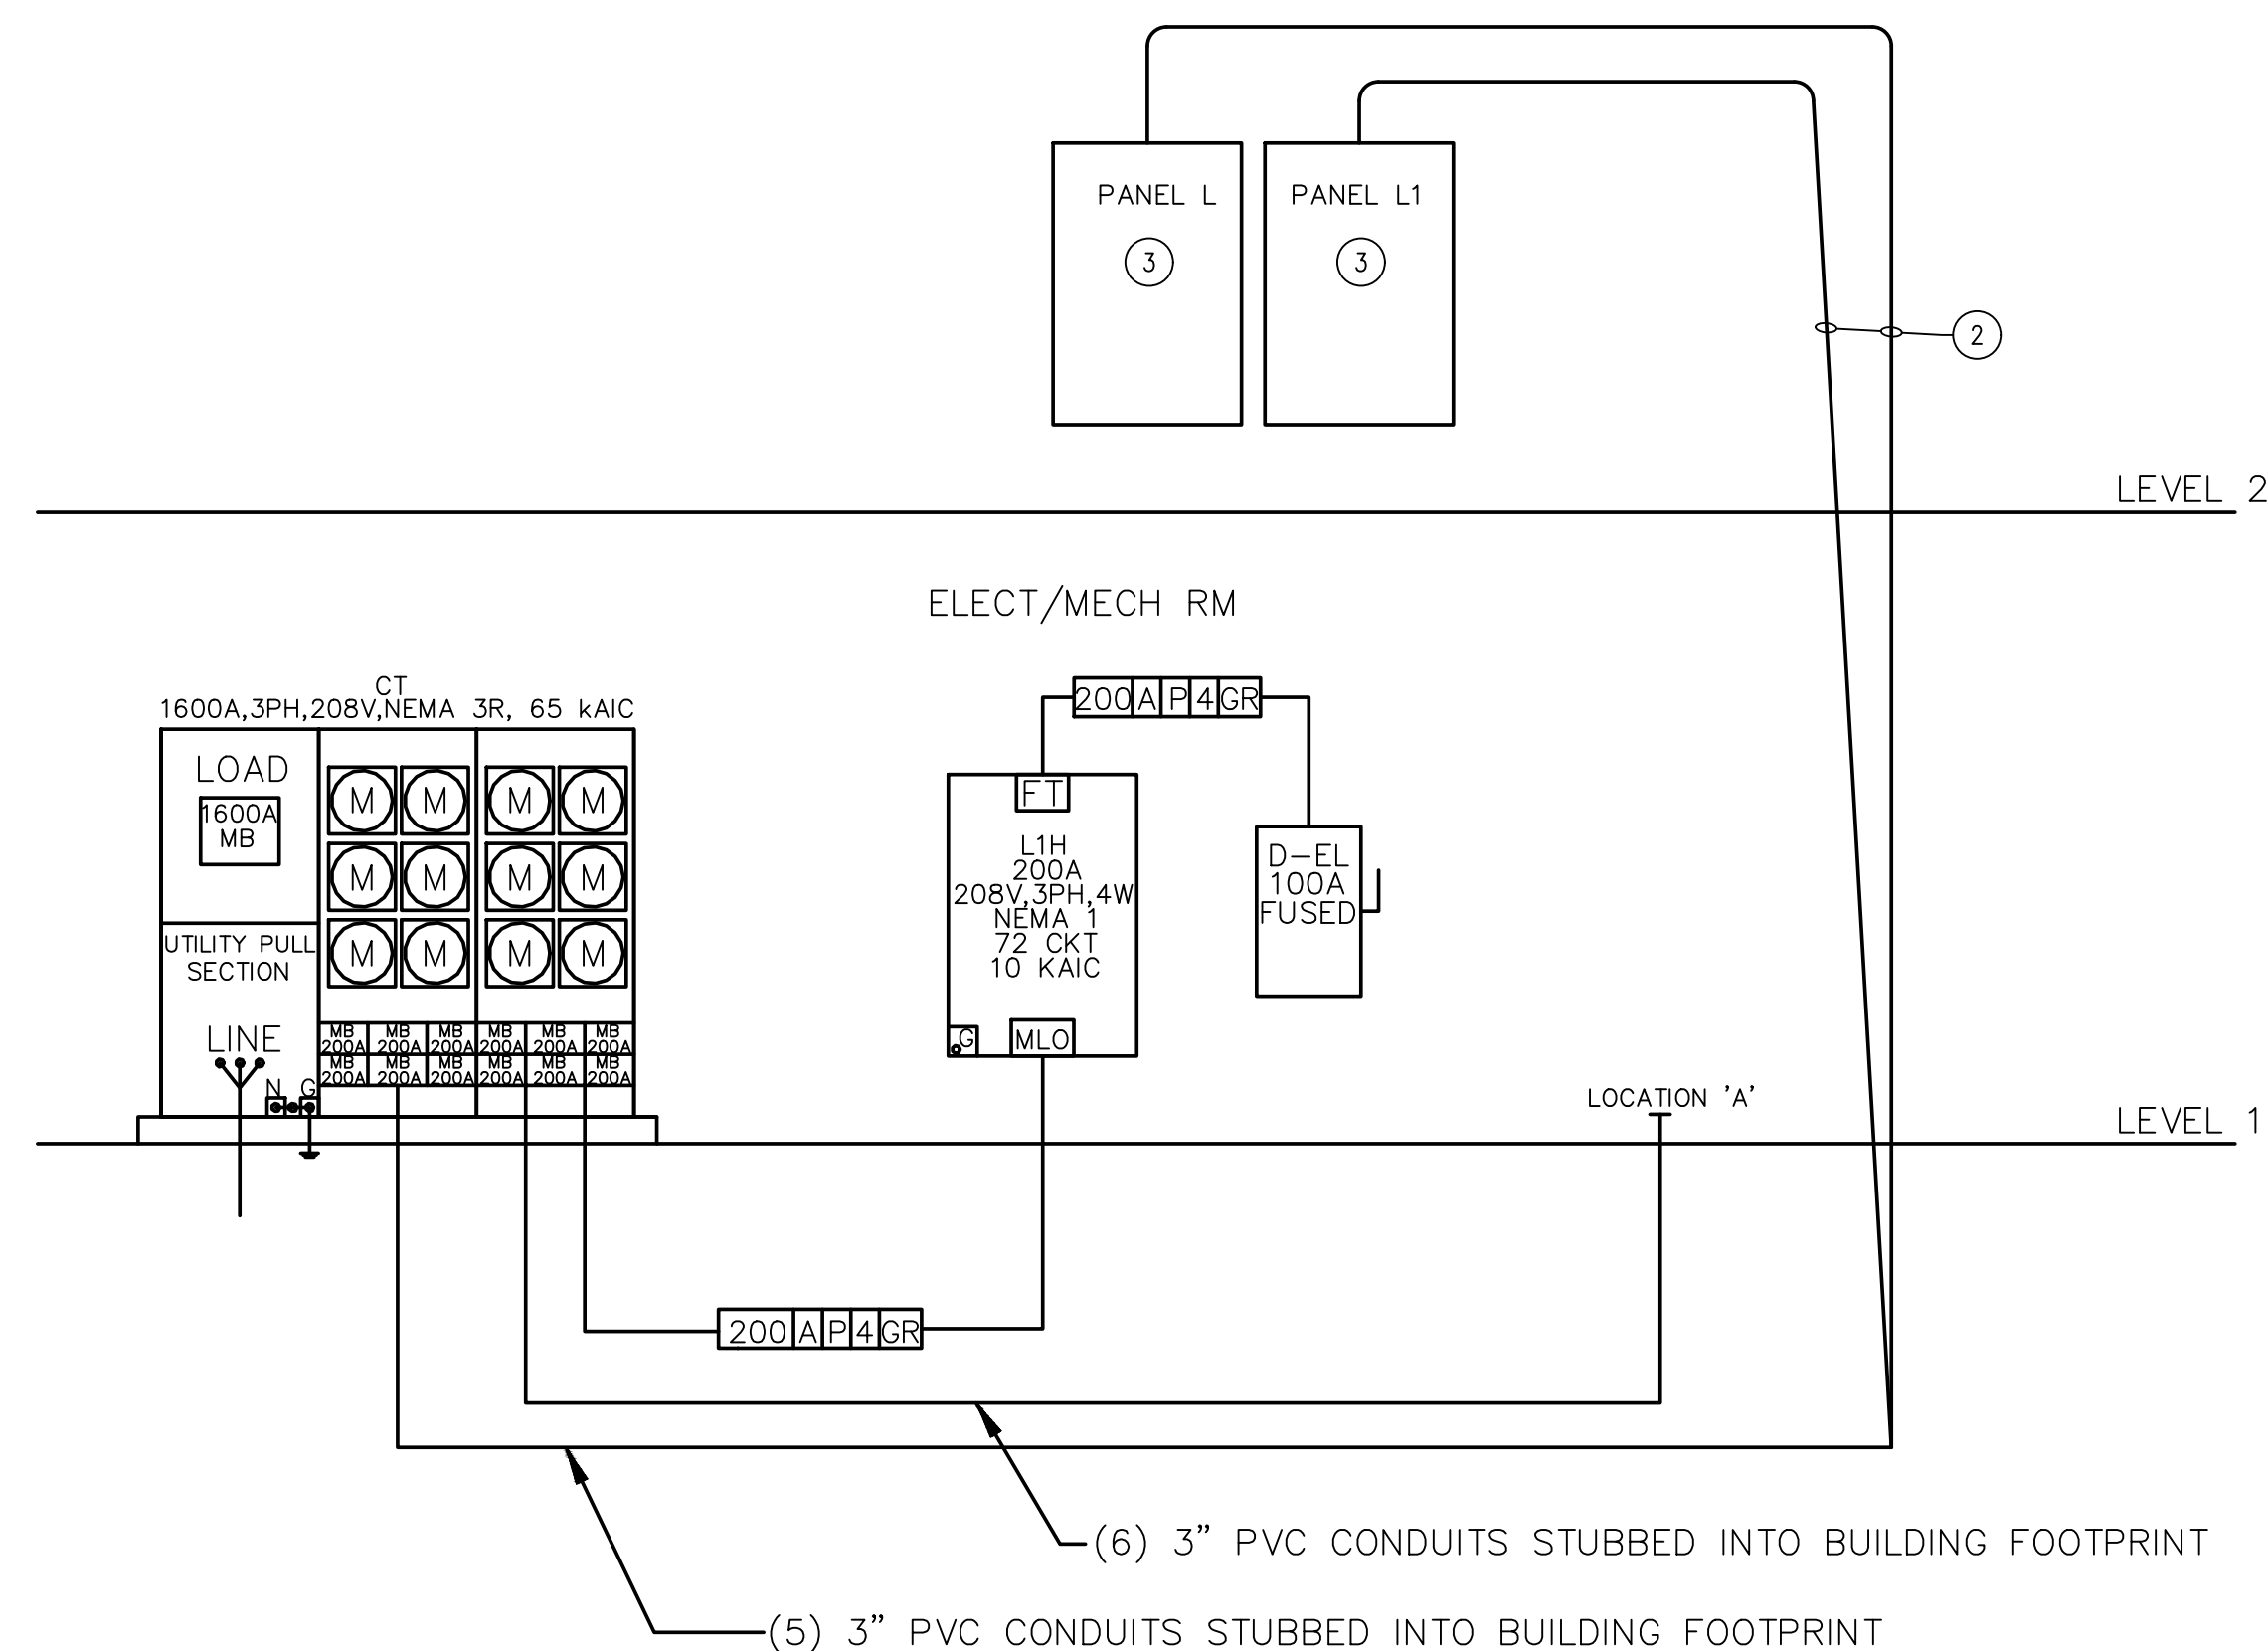 PANEL L
3
PANEL L1
3
2
LEVEL 2
ELECT/MECH RM
CT
1600A,3PH,208V,NEMA 3R, 65 kAIC
LOAD
1600A
MB
UTILITY PULL
SECTION
LINE
N G
M M M M
M M M M
M M M M
MB MB MB MB MB MB
200A 200A 200A 200A 200A 200A
MB MB MB MB MB MB
200A 200A 200A 200A 200A 200A
200 A P 4 GR
FT
L1H
200A
208V,3PH,4W
NEMA 1
72 CKT
10 KAIC
G
MLO
D-EL
100A
FUSED
LOCATION 'A'
LEVEL 1
200 A P 4 GR
(6) 3" PVC CONDUITS STUBBED INTO BUILDING FOOTPRINT
(5) 3" PVC CONDUITS STUBBED INTO BUILDING FOOTPRINT